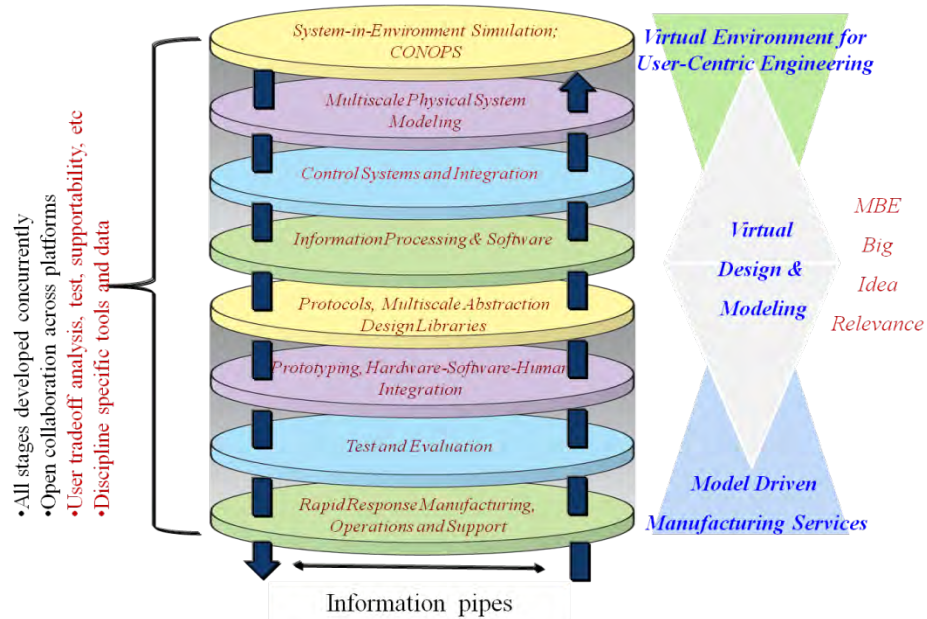 •All stages developed concurrently
•Open collaboration across platforms
•User tradeoff analysis, test, supportability, etc
•Discipline specific tools and data
System-in-Environment Simulation;
CONOPS
Multiscale Physical System
Modeling
Control Systems and Integration
Information Processing & Software
Protocols, Multiscale Abstraction
Design Libraries
Prototyping, Hardware-Software-Human
Integration
Test and Evaluation
Rapid Response Manufacturing,
Operations and Support
Information pipes
Virtual Environment for
User-Centric Engineering
Virtual
Design &
Modeling
MBE
Big
Idea
Relevance
Model Driven
Manufacturing Services